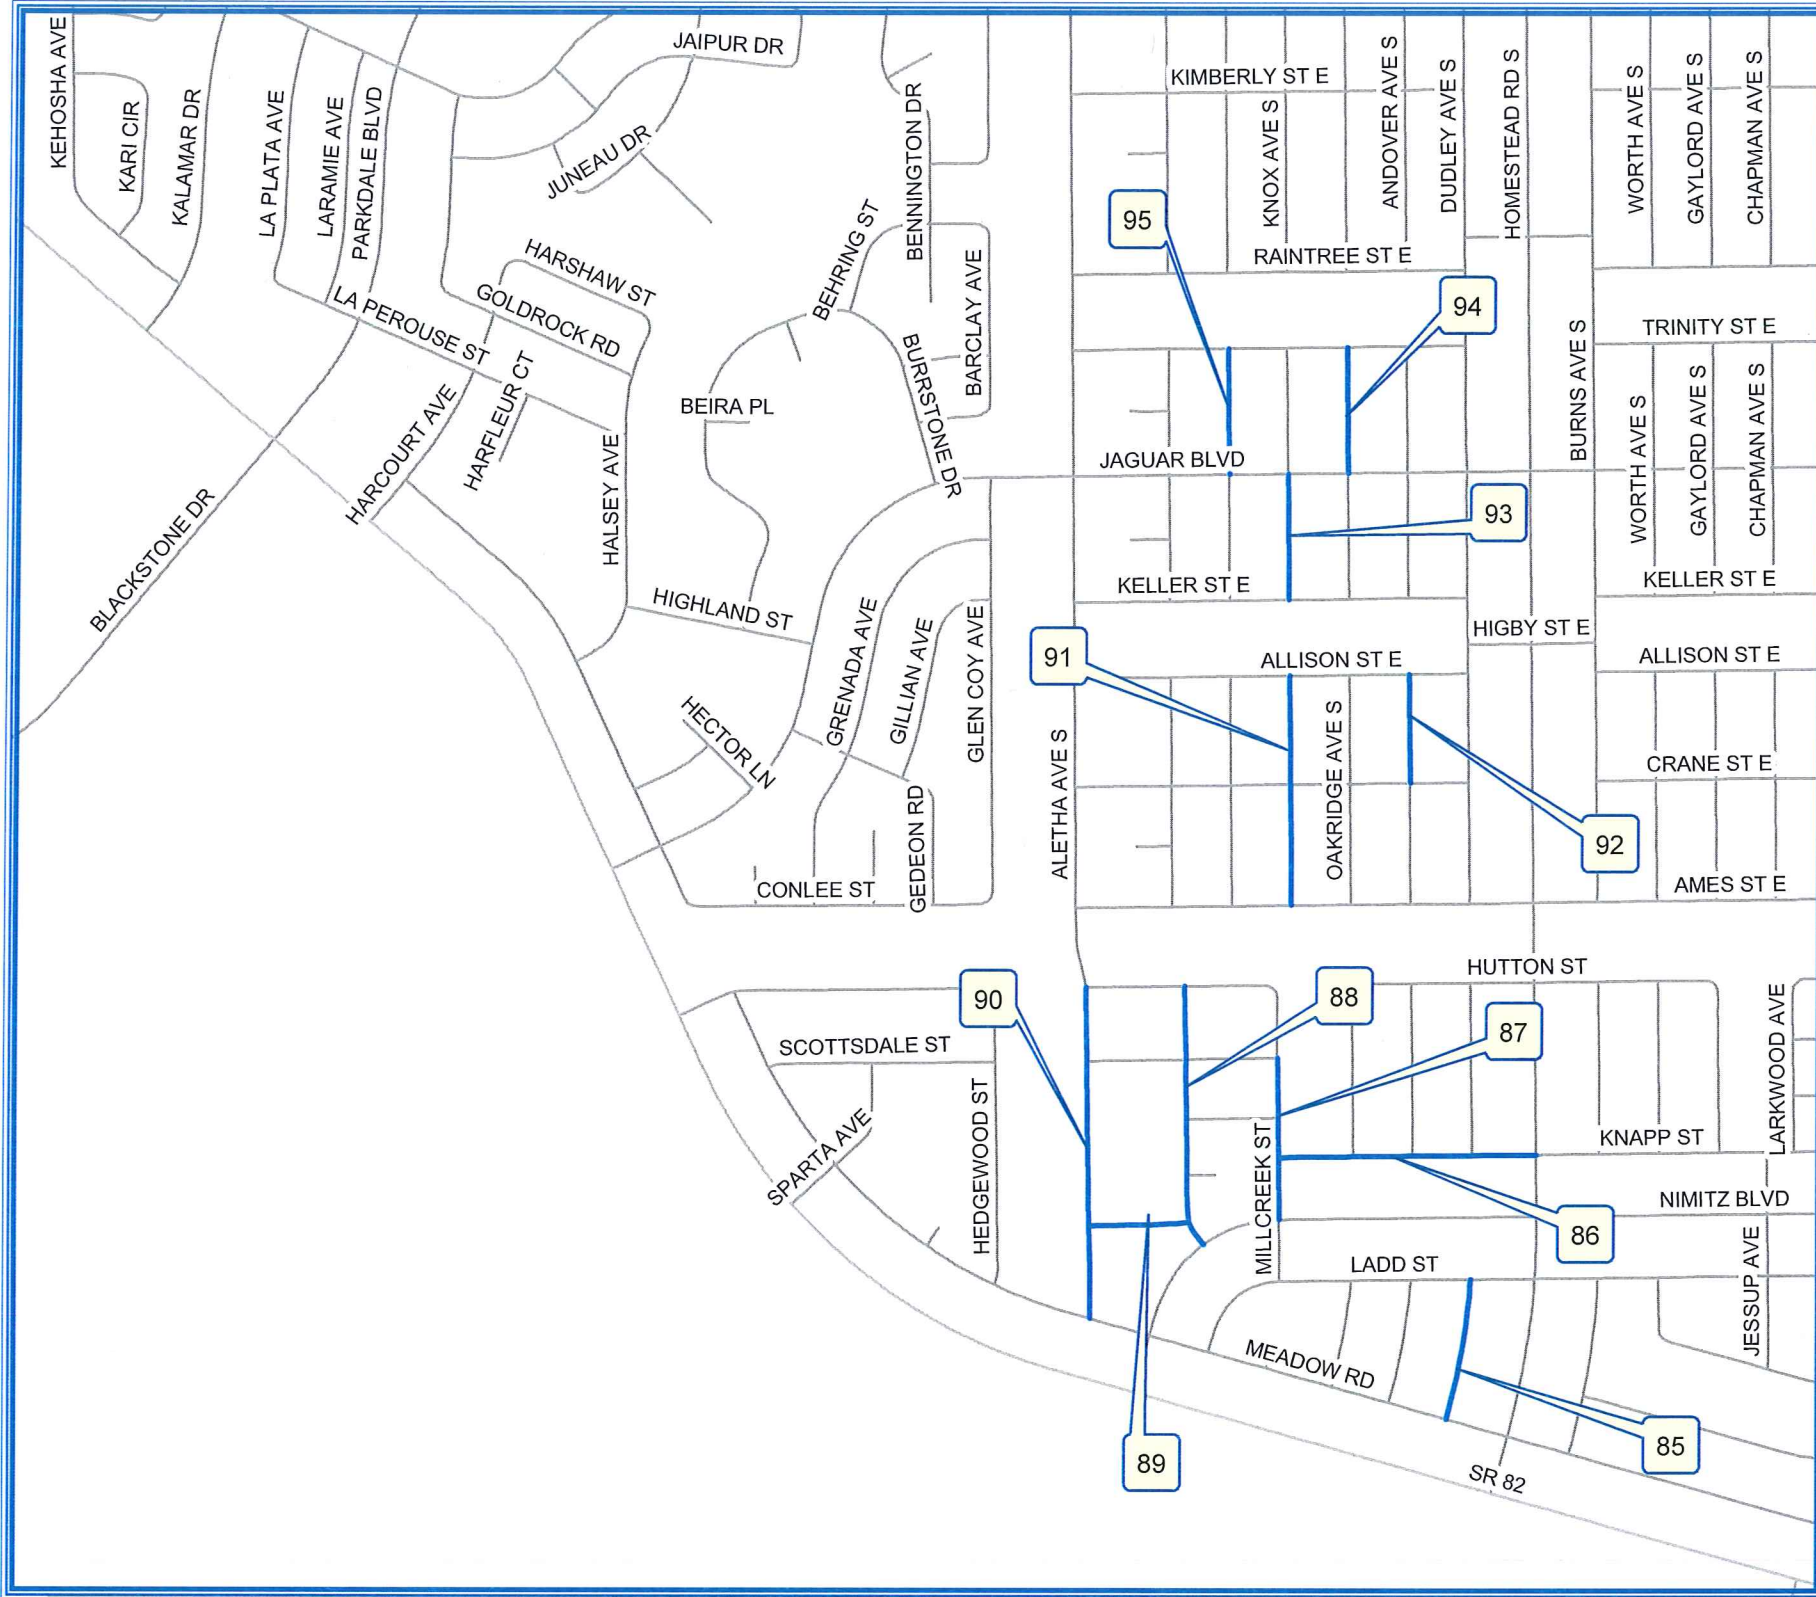 KEHOSHA AVE
KARI CIR
KALAMAR DR
LA PLATA AVE
LARAMIE AVE
PARKDALE BLVD
JAIPUR DR
JUNEAU DR
BENNINGTON DR
BEHRING ST
HARSHAW ST
GOLDROCK RD
LA PEROUSE ST
HARFLEUR CT
HARCOURT AVE
BLACKSTONE DR
HALSEY AVE
BEIRA PL
BURRSTONE DR
BARCLAY AVE
HIGHLAND ST
GRENADA AVE
GILLIAN AVE
GLEN COY AVE
HECTOR LN
GEDEON RD
CONLEE ST
KIMBERLY ST E
KNOX AVE S
ANDOVER AVE S
DUDLEY AVE S
HOMESTEAD RD S
WORTH AVE S
GAYLORD AVE S
CHAPMAN AVE S
95
RAINTREE ST E
94
TRINITY ST E
BURNS AVE S
JAGUAR BLVD
WORTH AVE S
GAYLORD AVE S
CHAPMAN AVE S
93
KELLER ST E
KELLER ST E
HIGBY ST E
91
ALLISON ST E
ALLISON ST E
ALETHA AVE S
OAKRIDGE AVE S
CRANE ST E
92
AMES ST E
HUTTON ST
90
88
87
LARKWOOD AVE
SCOTTSDALE ST
SPARTA AVE
HEDGEWOOD ST
MILLCREEK ST
KNAPP ST
NIMITZ BLVD
86
LADD ST
JESSUP AVE
MEADOW RD
85
89
SR 82